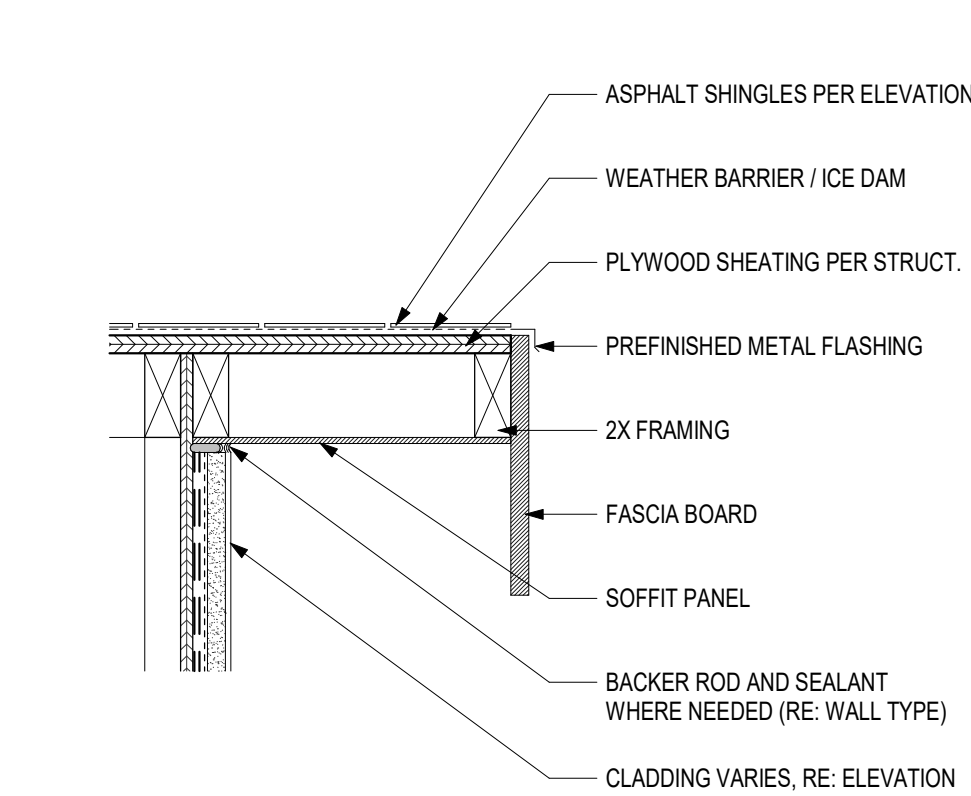 ASPHALT SHINGLES PER ELEVATION
WEATHER BARRIER / ICE DAM
PLYWOOD SHEATING PER STRUCT.
PREFINISHED METAL FLASHING
2X FRAMING
FASCIA BOARD
SOFFIT PANEL
BACKER ROD AND SEALANT
WHERE NEEDED (RE: WALL TYPE)
CLADDING VARIES, RE: ELEVATION